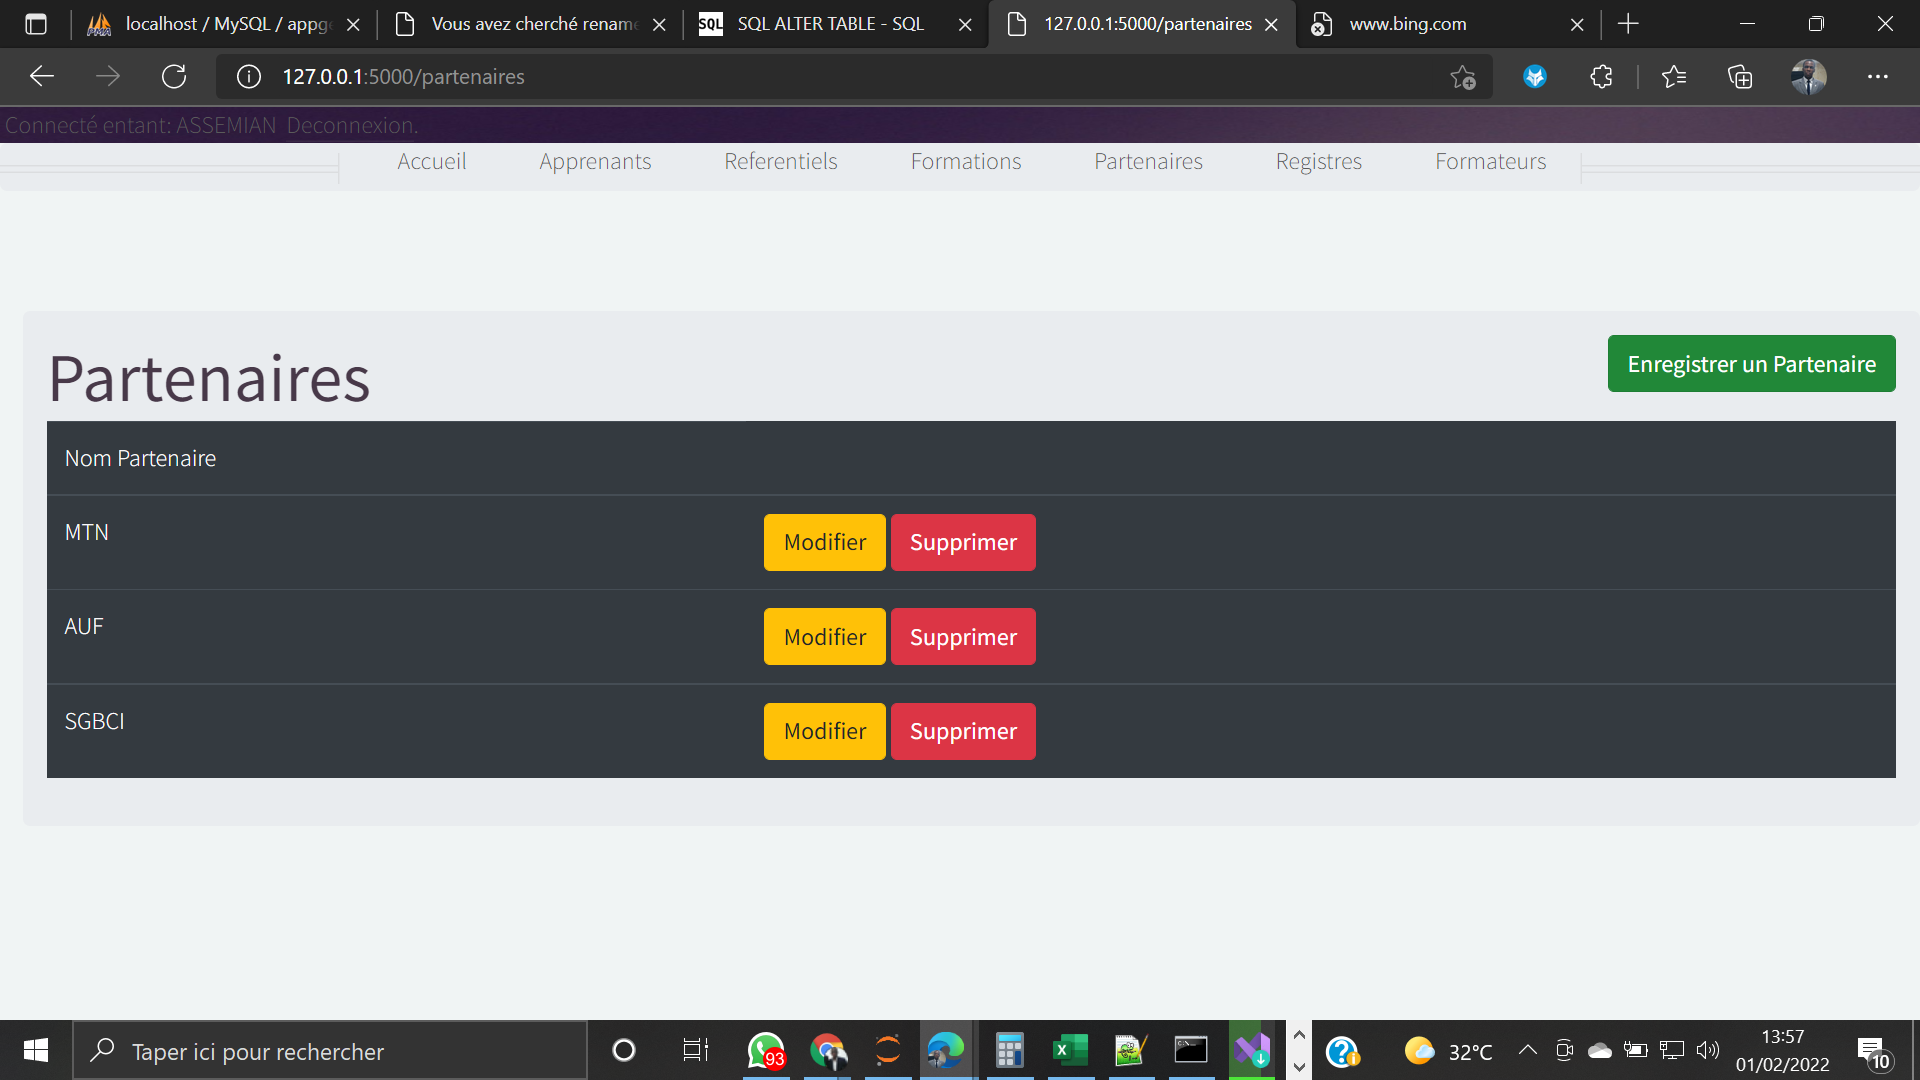 localhost / MySQL / appg
Vous avez cherché renam
SQL
SQL ALTER TABLE - SQL
127.0.0.1:5000/partenaires
www.bing.com
127.0.0.1:5000/partenaires
Connecté entant: ASSEMIAN Deconnexion.
Accueil Apprenants Referentiels Formations Partenaires Registres Formateurs
Partenaires
Enregistrer un Partenaire
Nom Partenaire
MTN Modifier Supprimer
AUF Modifier Supprimer
SGBCI Modifier Supprimer
Taper ici pour rechercher
93
32°C
13:57
01/02/2022
10